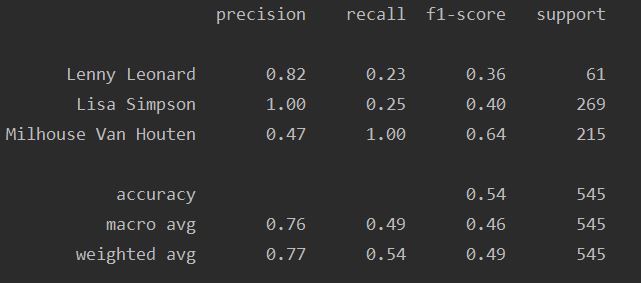 precision recall f1-score support
Lenny Leonard 0.82 0.23 0.36 61
Lisa Simpson 1.00 0.25 0.40 269
Milhouse Van Houten 0.47 1.00 0.64 215
accuracy 0.54 545
macro avg 0.76 0.49 0.46 545
weighted avg 0.77 0.54 0.49 545